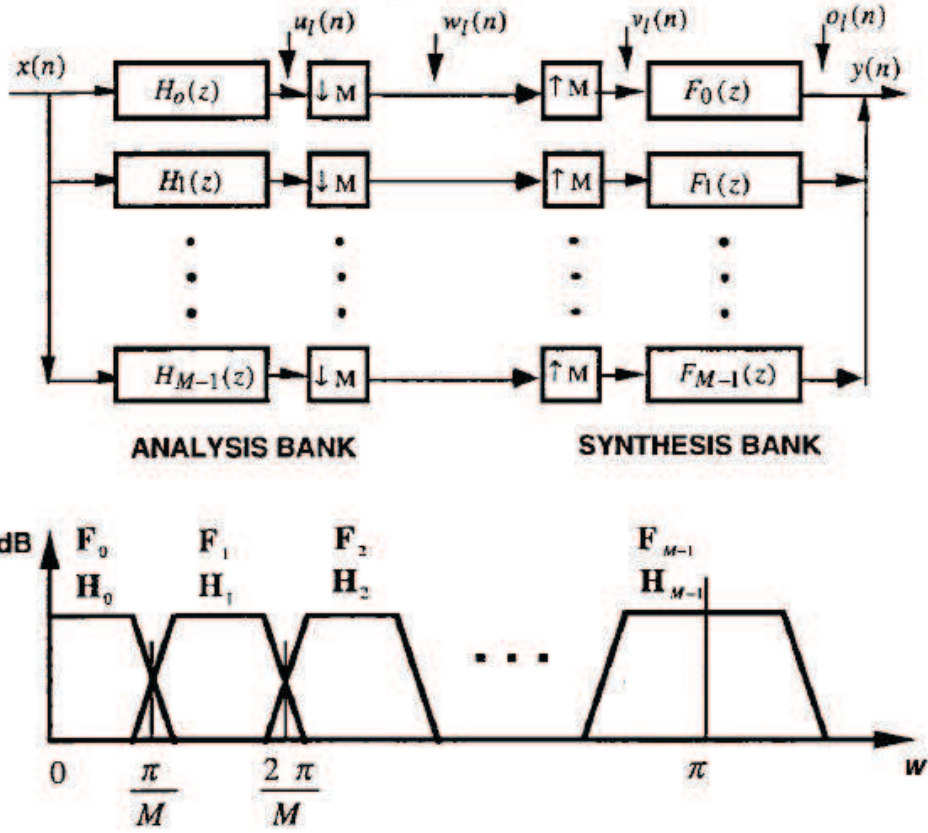 u_l(n) w_l(n) v_l(n) o_l(n)
x(n) y(n)
H_o(z) ↓ M ↑ M F_0(z)
H_1(z) ↓ M ↑ M F_1(z)
H_{M-1}(z) ↓ M ↑ M F_{M-1}(z)
ANALYSIS BANK SYNTHESIS BANK
dB F_0 F_1 F_2 F_{M-1}
H_0 H_1 H_2 H_{M-1}
0 π/M 2π/M π w